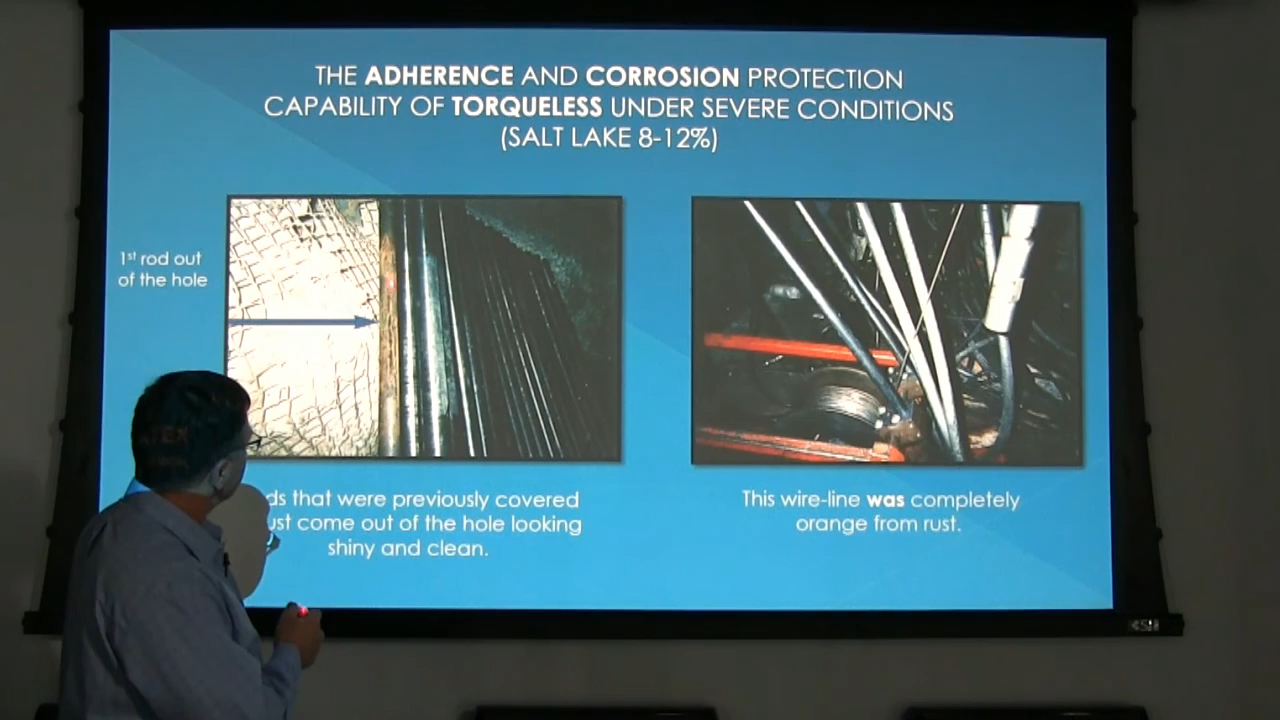 THE ADHERENCE AND CORROSION PROTECTION
CAPABILITY OF TORQUELESS UNDER SEVERE CONDITIONS
(SALT LAKE 8-12%)
1st rod out
of the hole
that were previously covered
come out of the hole looking
shiny and clean.
This wire-line was completely
orange from rust.